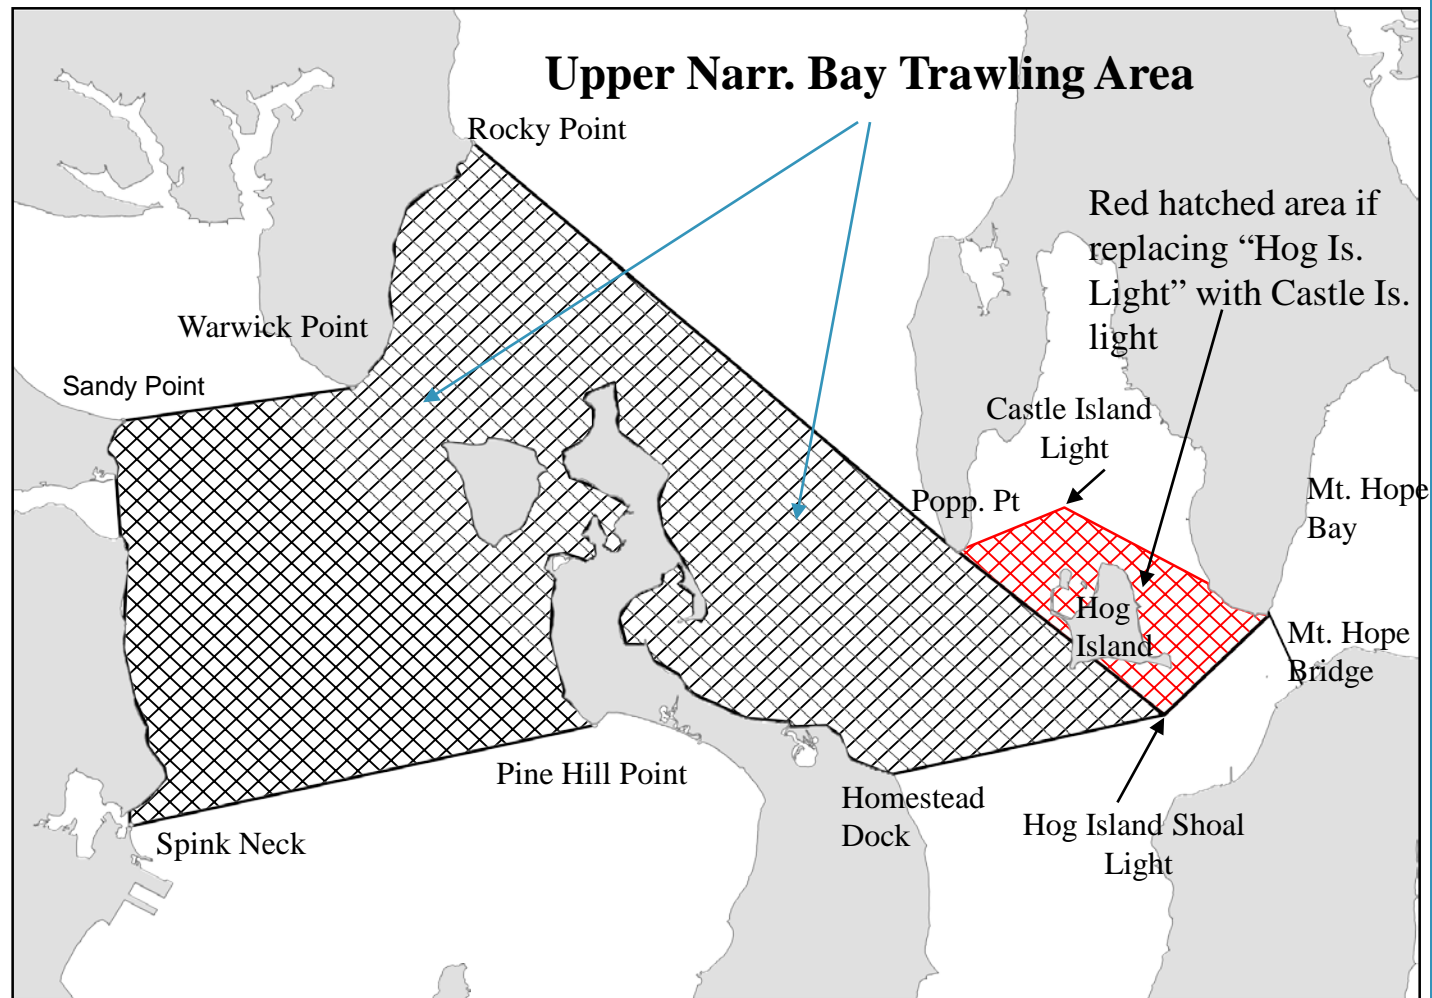 Upper Narr. Bay Trawling Area
Rocky Point
Red hatched area if
replacing “Hog Is.
Light” with Castle Is.
light
Warwick Point
Sandy Point
Castle Island
Light
Popp. Pt
Mt. Hope
Bay
Hog
Island
Mt. Hope
Bridge
Pine Hill Point
Homestead
Dock
Hog Island Shoal
Light
Spink Neck